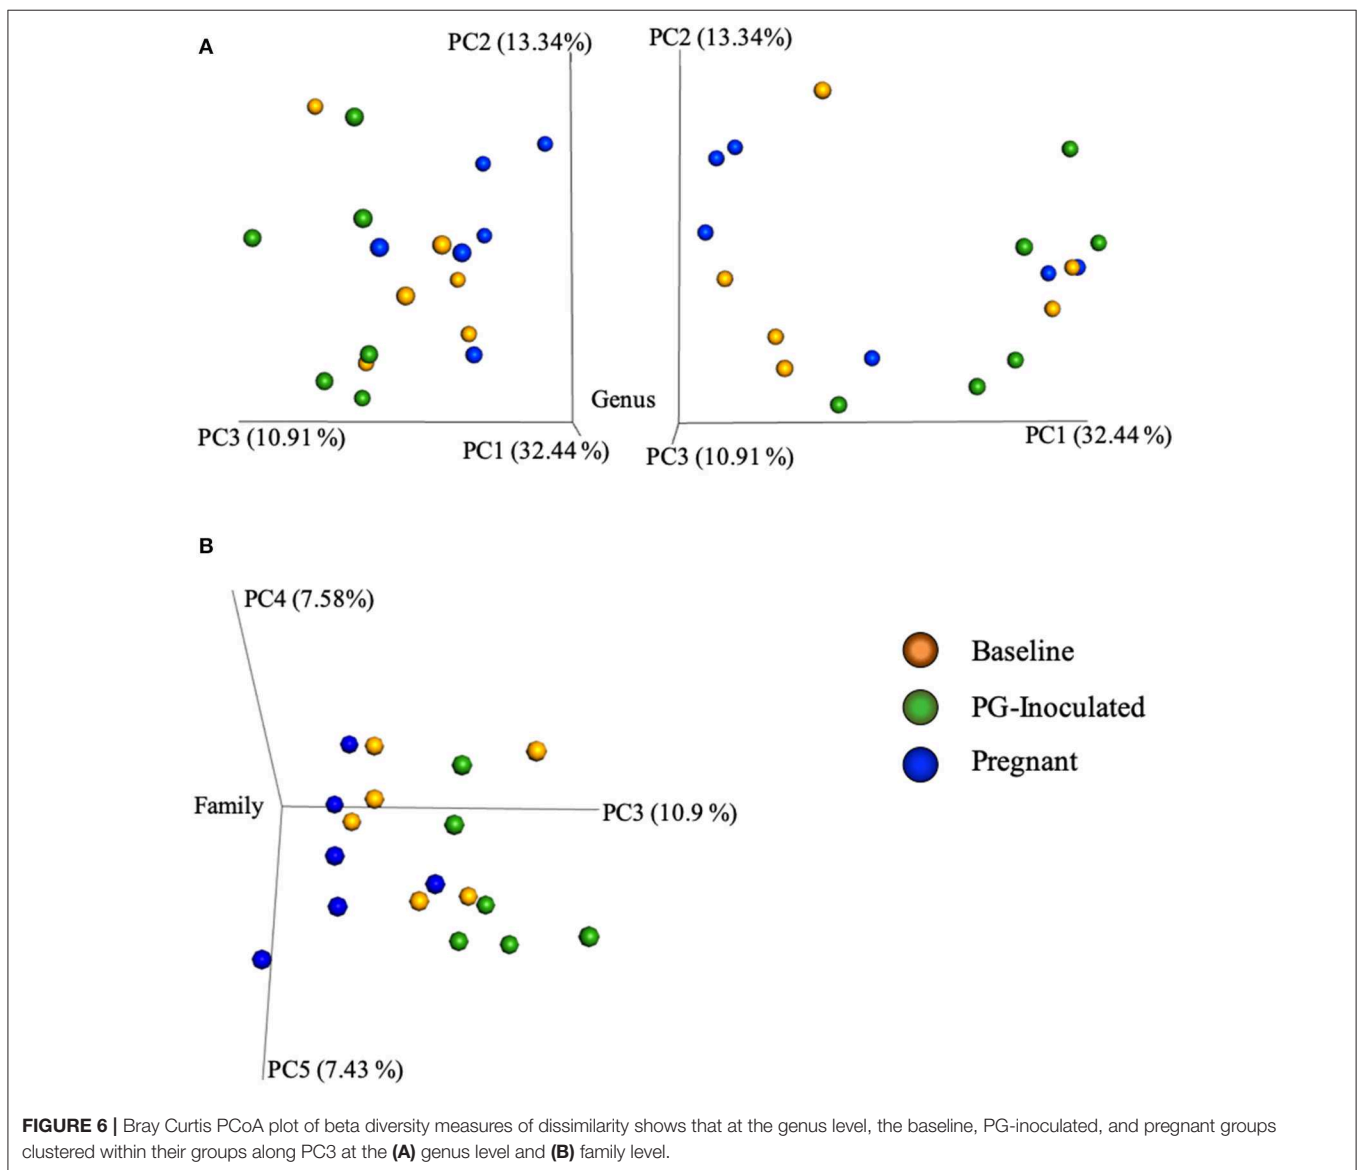 A
PC2 (13.34%)
PC2 (13.34%)
Genus
PC3 (10.91 %)
PC1 (32.44 %)
PC3 (10.91 %)
PC1 (32.44 %)
B
PC4 (7.58%)
Family
PC3 (10.9 %)
PC5 (7.43 %)
Baseline
PG-Inoculated
Pregnant
FIGURE 6 | Bray Curtis PCoA plot of beta diversity measures of dissimilarity shows that at the genus level, the baseline, PG-inoculated, and pregnant groups
clustered within their groups along PC3 at the (A) genus level and (B) family level.